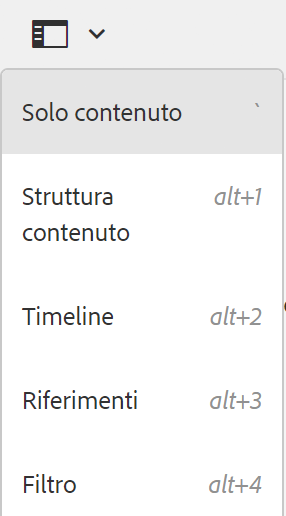 Solo contenuto `
Struttura alt+1
contenuto
Timeline alt+2
Riferimenti alt+3
Filtro alt+4